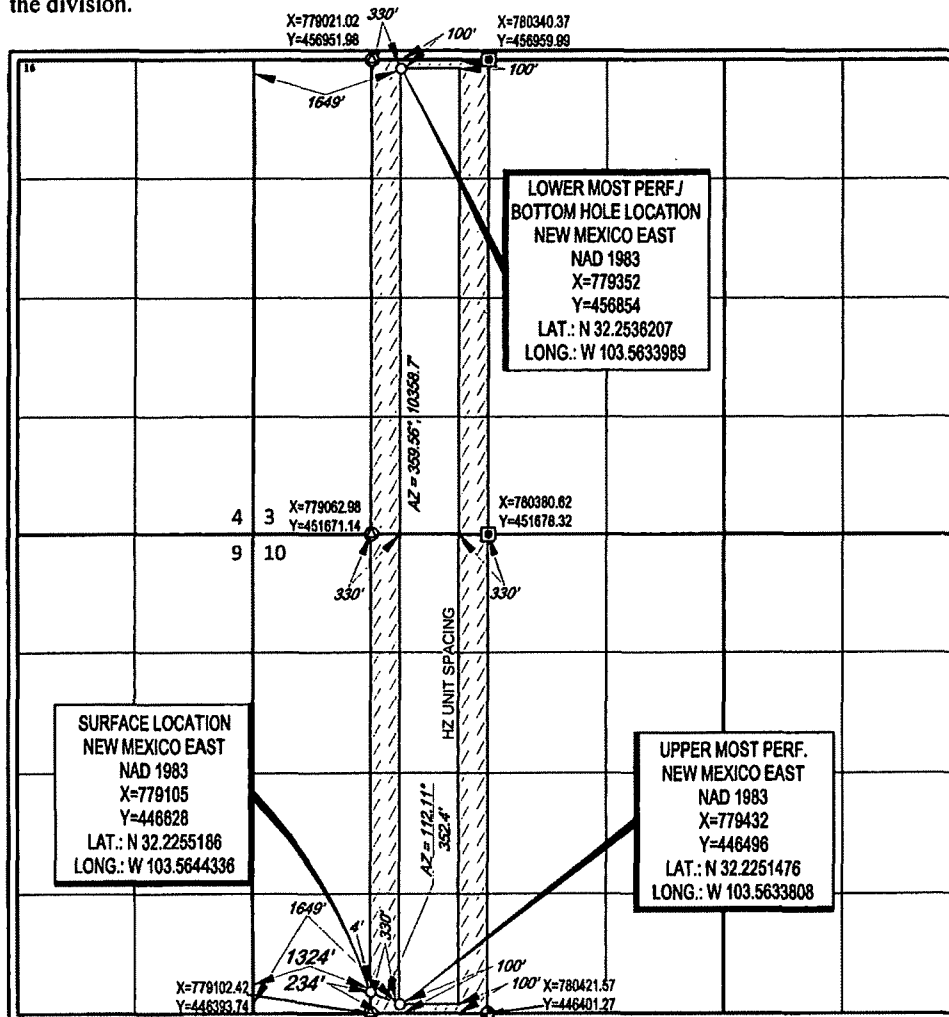 the division.
X=779021.02
Y=456951.98
330'
100'
X=780340.37
Y=456959.99
16
1649'
100'
LOWER MOST PERF./
BOTTOM HOLE LOCATION
NEW MEXICO EAST
NAD 1983
X=779352
Y=456854
LAT.: N 32.2536207
LONG.: W 103.5633989
AZ = 359.56°, 10358.7'
4 3
9 10
X=779062.98
Y=451671.14
X=780380.62
Y=451678.32
330'
330'
HZ UNIT SPACING
SURFACE LOCATION
NEW MEXICO EAST
NAD 1983
X=779105
Y=446628
LAT.: N 32.2255186
LONG.: W 103.5644336
AZ = 112.11°
352.4'
UPPER MOST PERF.
NEW MEXICO EAST
NAD 1983
X=779432
Y=446496
LAT.: N 32.2251476
LONG.: W 103.5633808
1649'
4'
330'
1324'
234'
100'
100'
X=779102.42
Y=446393.74
X=780421.57
Y=446401.27